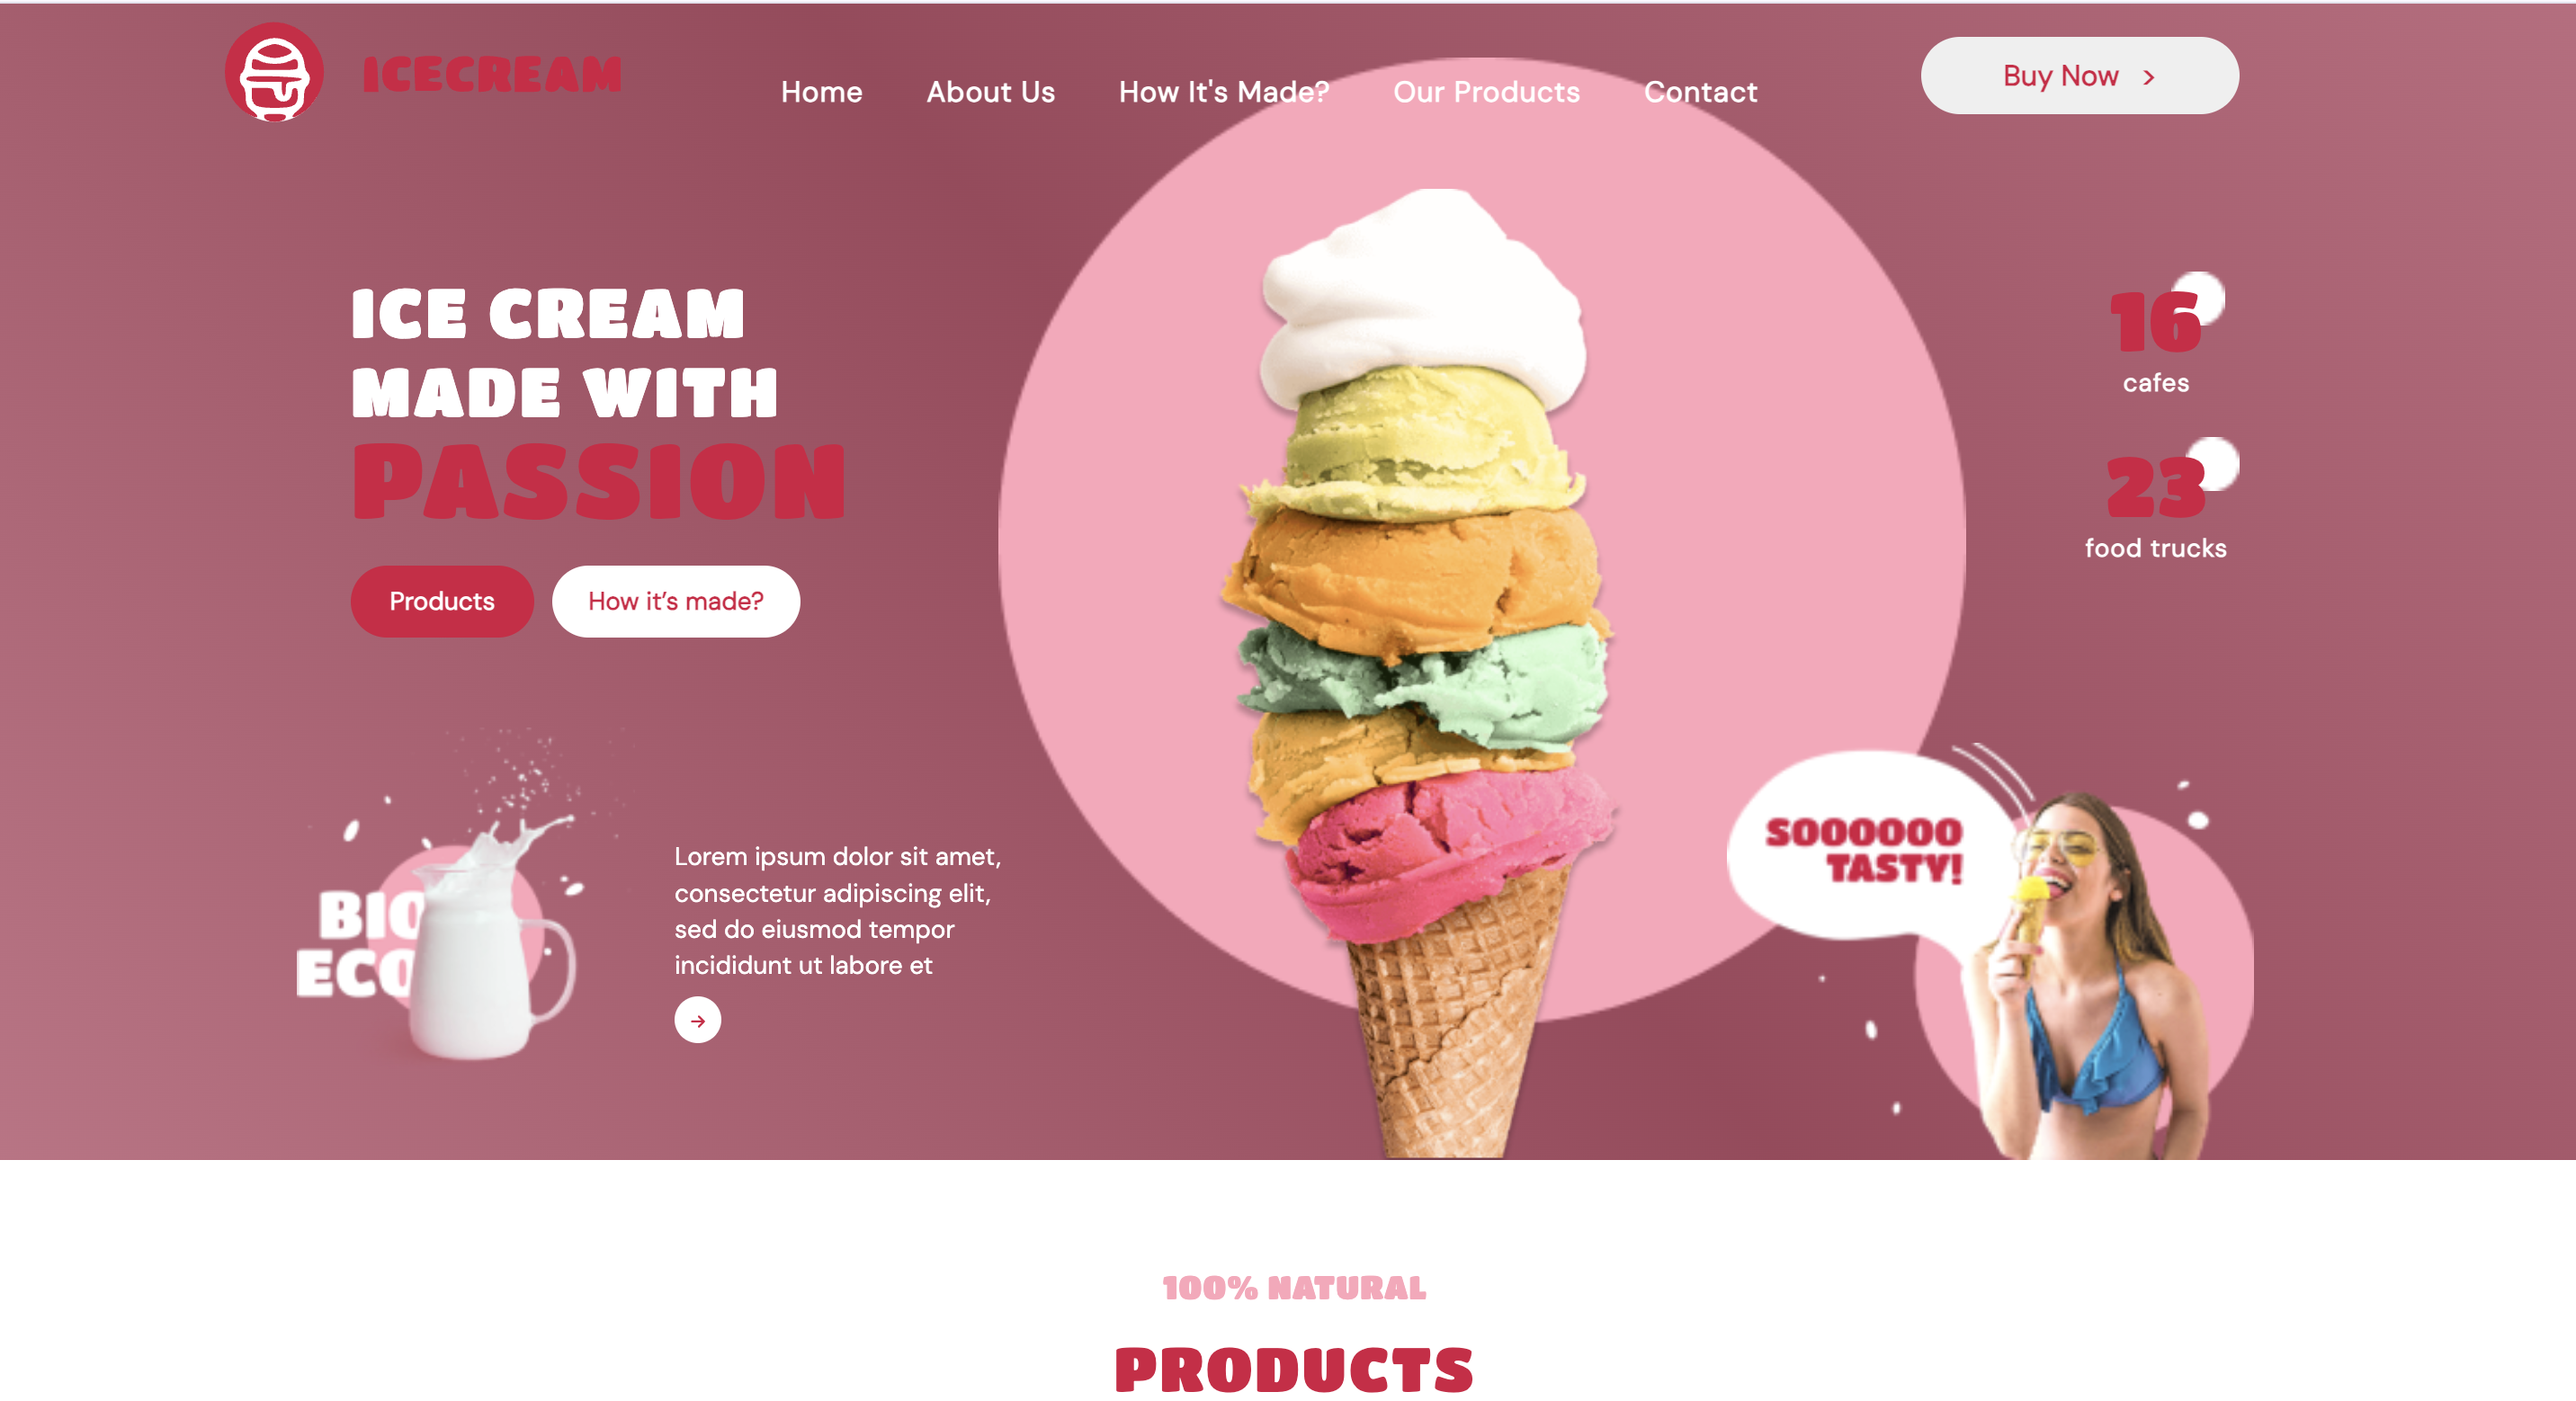 ICECREAM
Home
About Us
How It's Made?
Our Products
Contact
Buy Now
ICE CREAM
MADE WITH
PASSION
Products
How it’s made?
16
cafes
23
food trucks
BIO
ECO
Lorem ipsum dolor sit amet,
consectetur adipiscing elit,
sed do eiusmod tempor
incididunt ut labore et
SOOOOOO
TASTY!
100% NATURAL
PRODUCTS